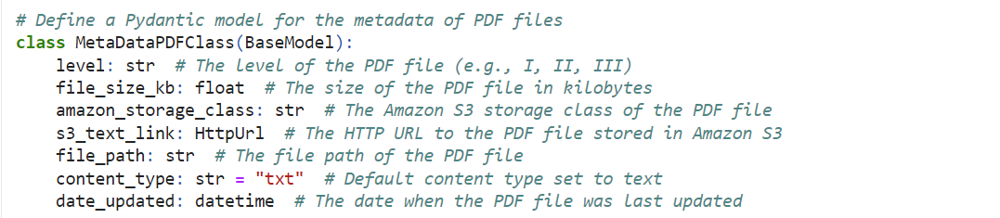 # Define a Pydantic model for the metadata of PDF files
class MetaDataPDFClass(BaseModel):
    level: str  # The level of the PDF file (e.g., I, II, III)
    file_size_kb: float  # The size of the PDF file in kilobytes
    amazon_storage_class: str  # The Amazon S3 storage class of the PDF file
    s3_text_link: HttpUrl  # The HTTP URL to the PDF file stored in Amazon S3
    file_path: str  # The file path of the PDF file
    content_type: str = "txt"  # Default content type set to text
    date_updated: datetime  # The date when the PDF file was last updated